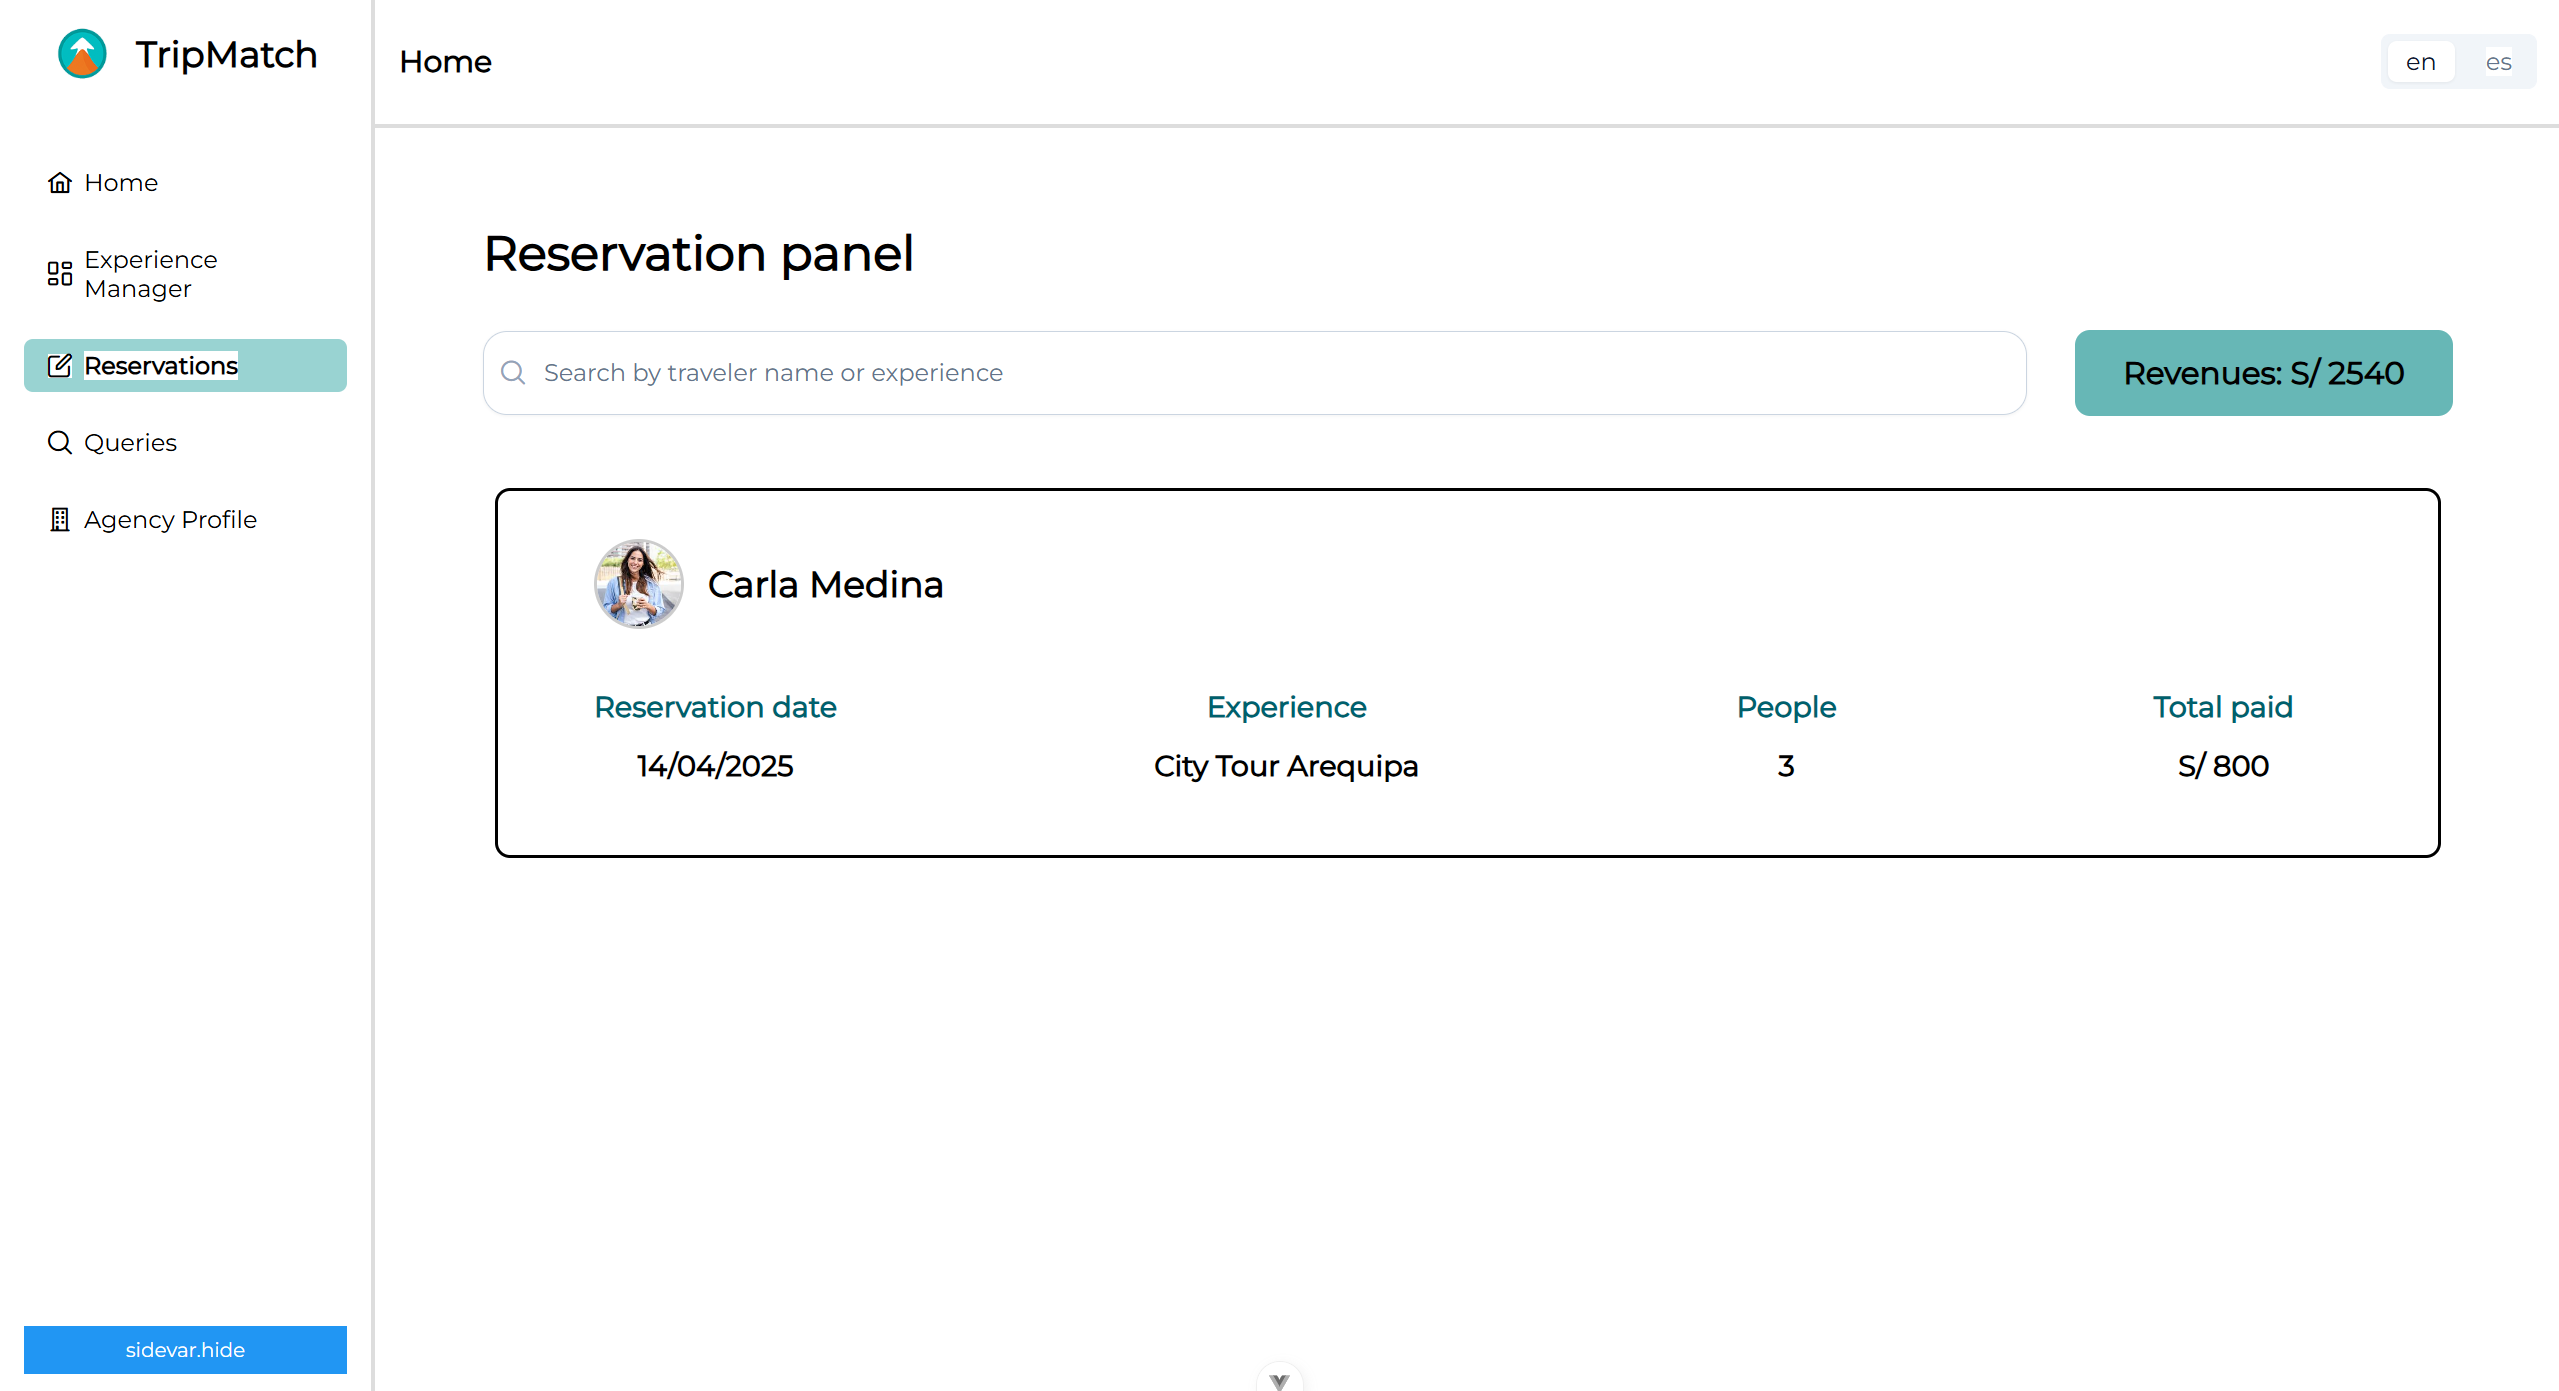 TripMatch
Home
en
es
Home
Experience
Manager
Reservations
Queries
Agency Profile
sidevar.hide
Reservation panel
Search by traveler name or experience
Revenues: S/ 2540
Carla Medina
Reservation date
Experience
People
Total paid
14/04/2025
City Tour Arequipa
3
S/ 800